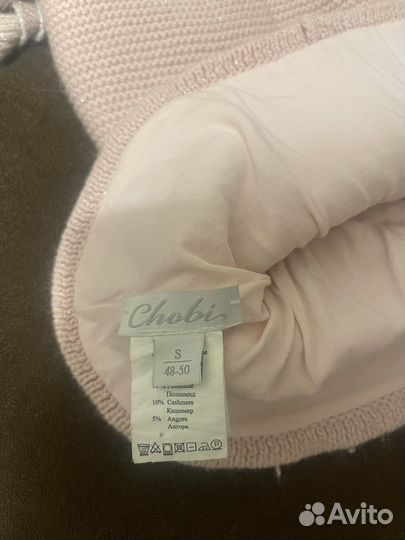 Chobi
S
48-50
Полиамид
10% Cashmere
Кашемир
5% Angora
Ангора
Avito